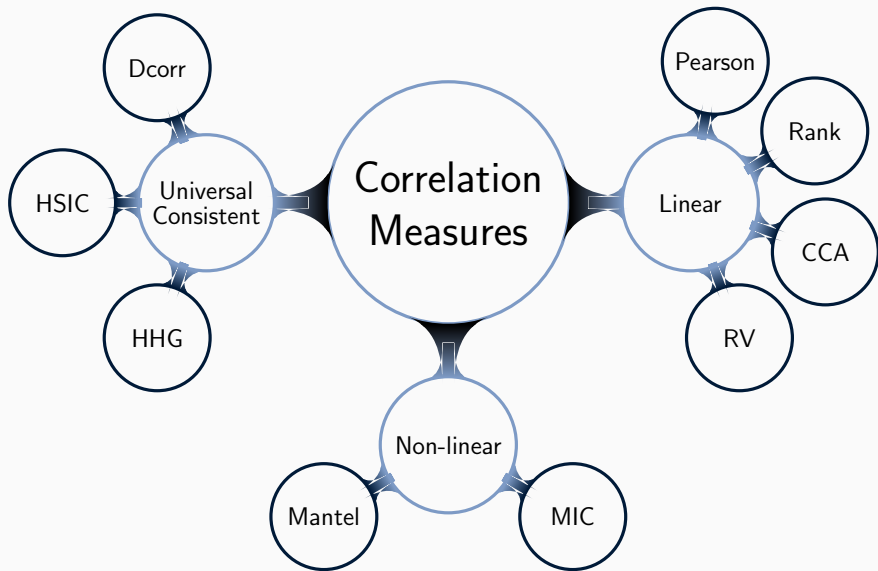 Correlation
Measures
Universal
Consistent
Dcorr
HSIC
HHG
Linear
Pearson
Rank
CCA
RV
Non-linear
Mantel
MIC